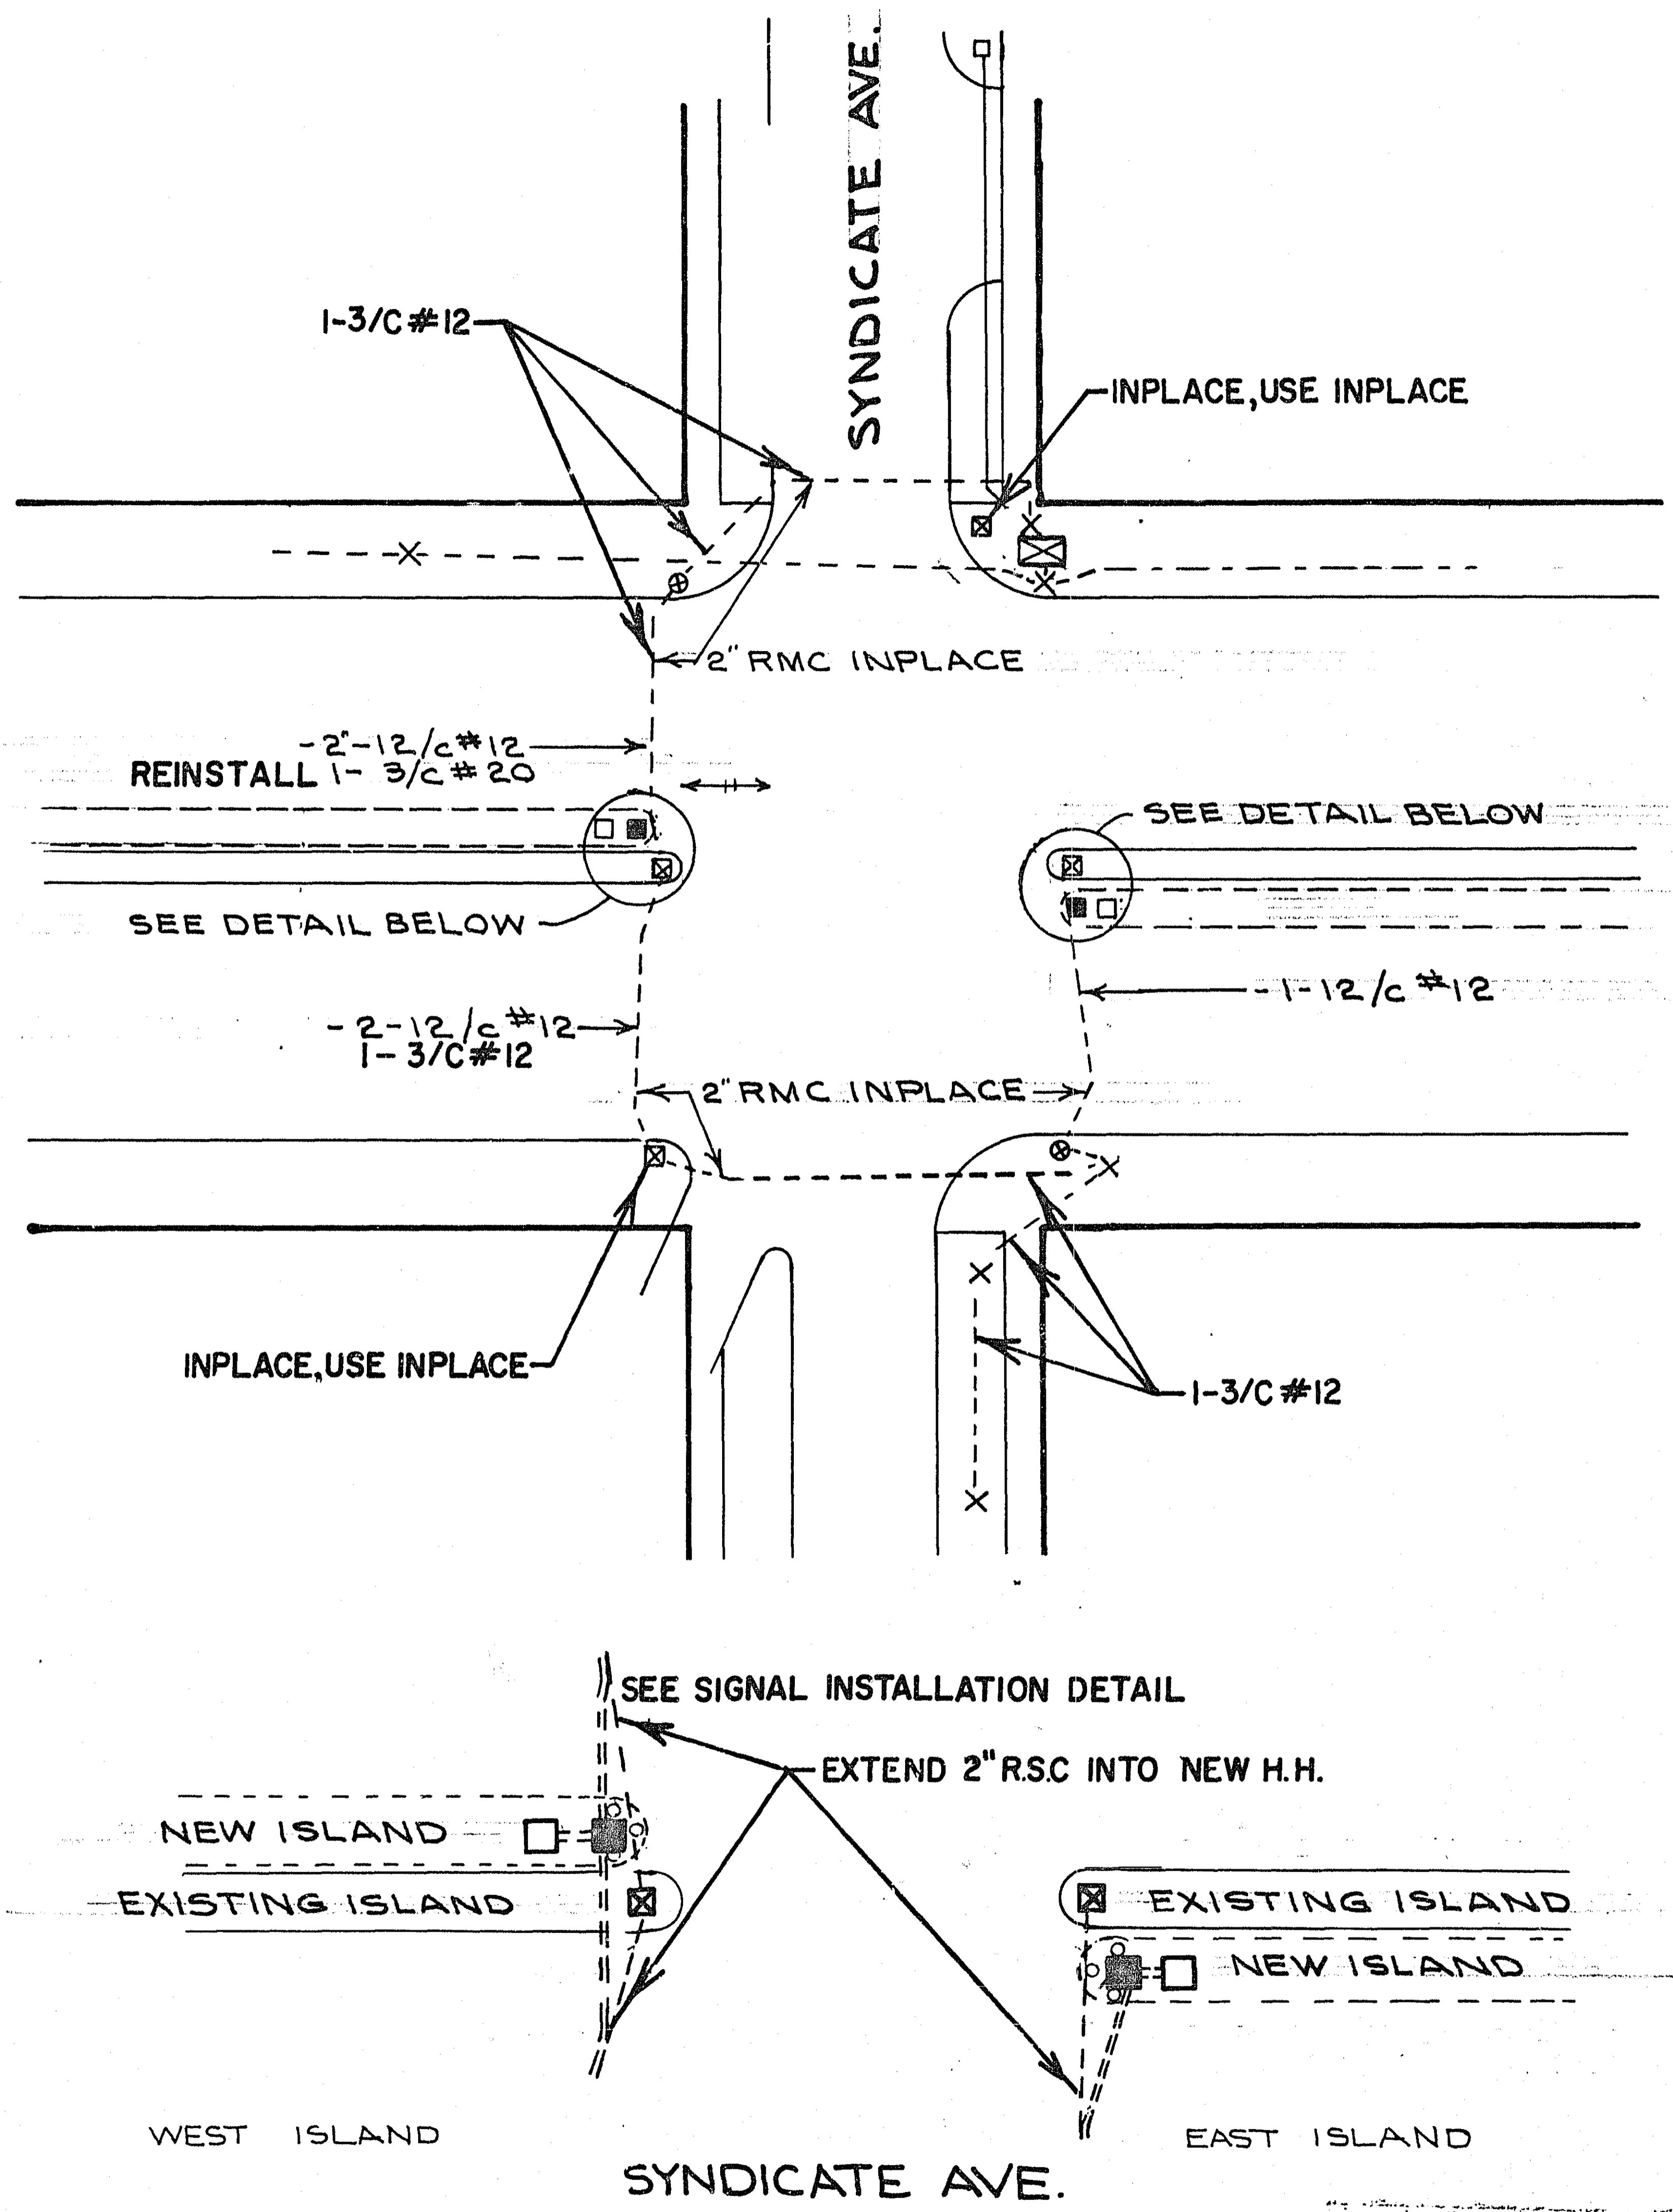 SYNDICATE AVE.
1-3/C #12
INPLACE, USE INPLACE
2" RMC INPLACE
-2"-12/c #12
REINSTALL 1- 3/c # 20
SEE DETAIL BELOW
SEE DETAIL BELOW
-1-12/c #12
-2-12/c #12
1-3/C #12
2" RMC INPLACE
INPLACE, USE INPLACE
1-3/C #12
SEE SIGNAL INSTALLATION DETAIL
EXTEND 2" R.S.C INTO NEW H.H.
NEW ISLAND
EXISTING ISLAND
EXISTING ISLAND
NEW ISLAND
WEST ISLAND
EAST ISLAND
SYNDICATE AVE.